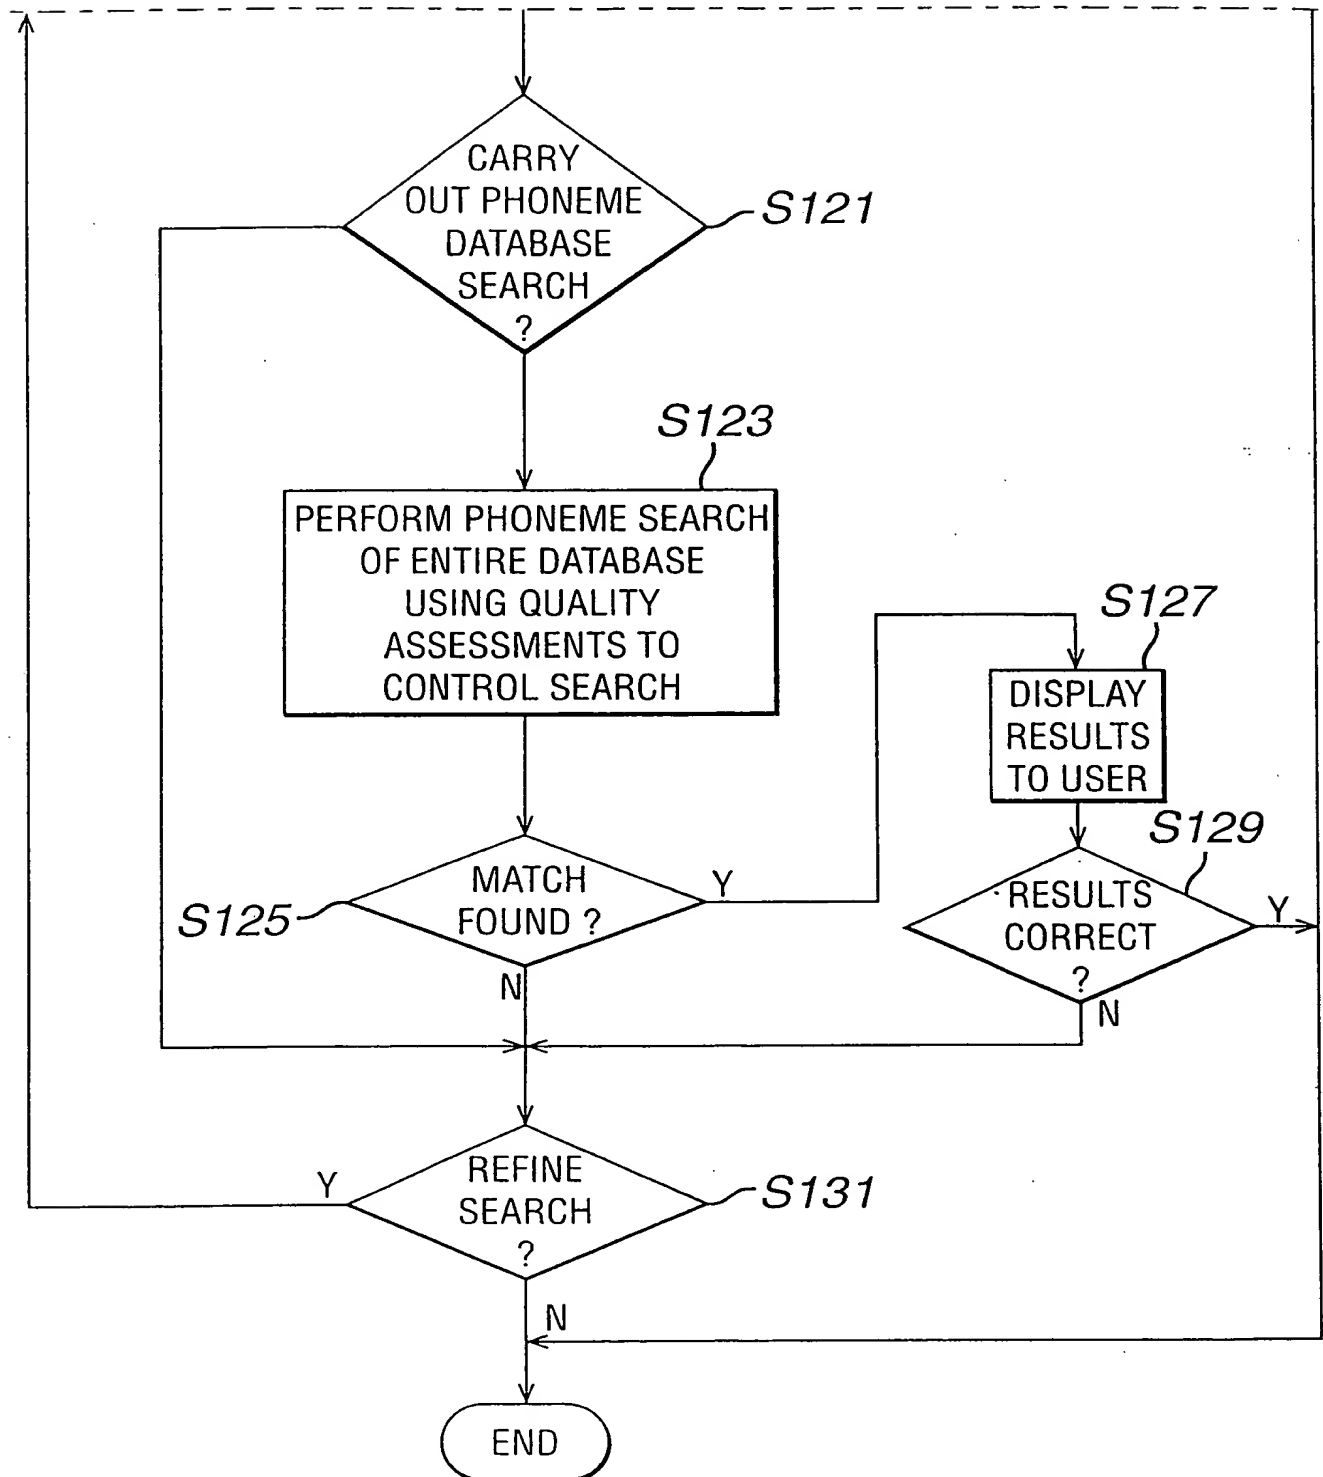 CARRY
OUT PHONEME
DATABASE
SEARCH
?
S121
S123
PERFORM PHONEME SEARCH
OF ENTIRE DATABASE
USING QUALITY
ASSESSMENTS TO
CONTROL SEARCH
S127
DISPLAY
RESULTS
TO USER
S129
MATCH
FOUND ?
Y
S125
N
RESULTS
CORRECT
?
Y
N
REFINE
SEARCH
?
Y
S131
N
END